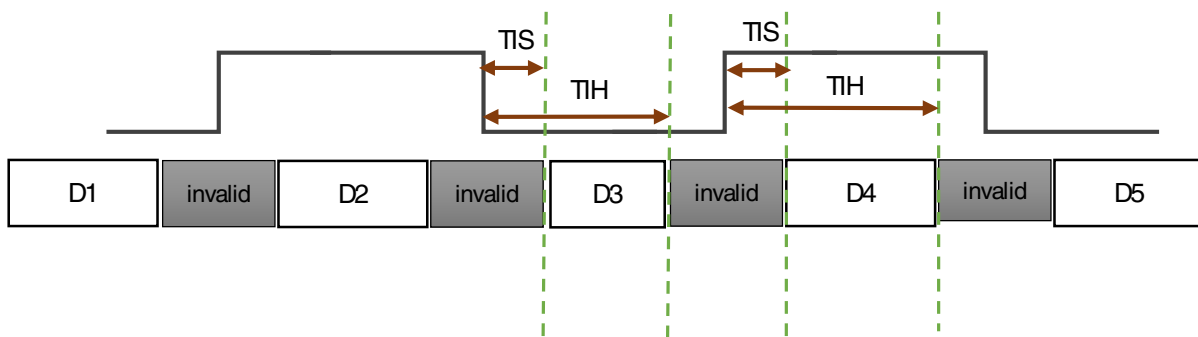 TIS
TIS
TIH
TIH
D1 invalid D2 invalid D3 invalid D4 invalid D5